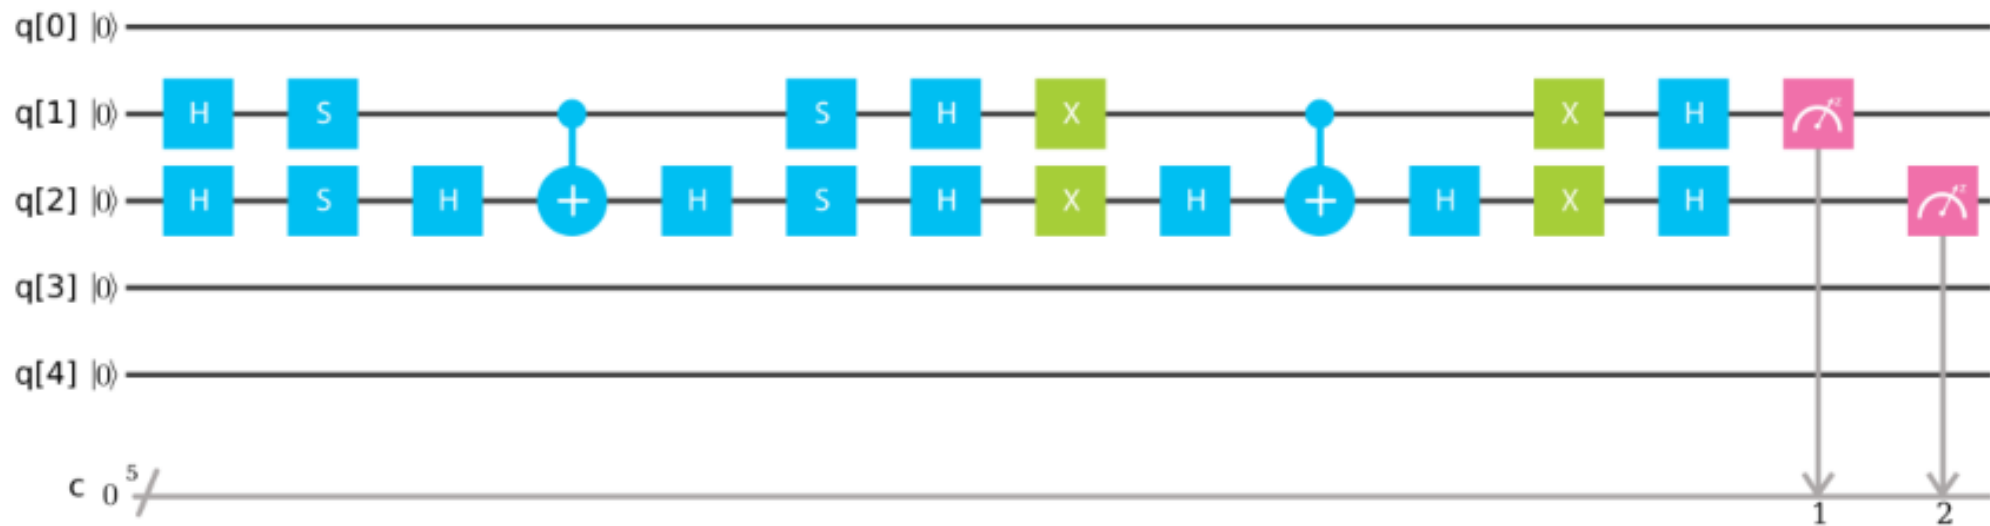 q[0] |0⟩
q[1] |0⟩ H S S H X X H
q[2] |0⟩ H S H + H S H X H + H X H
q[3] |0⟩
q[4] |0⟩
c 0 5
1 2